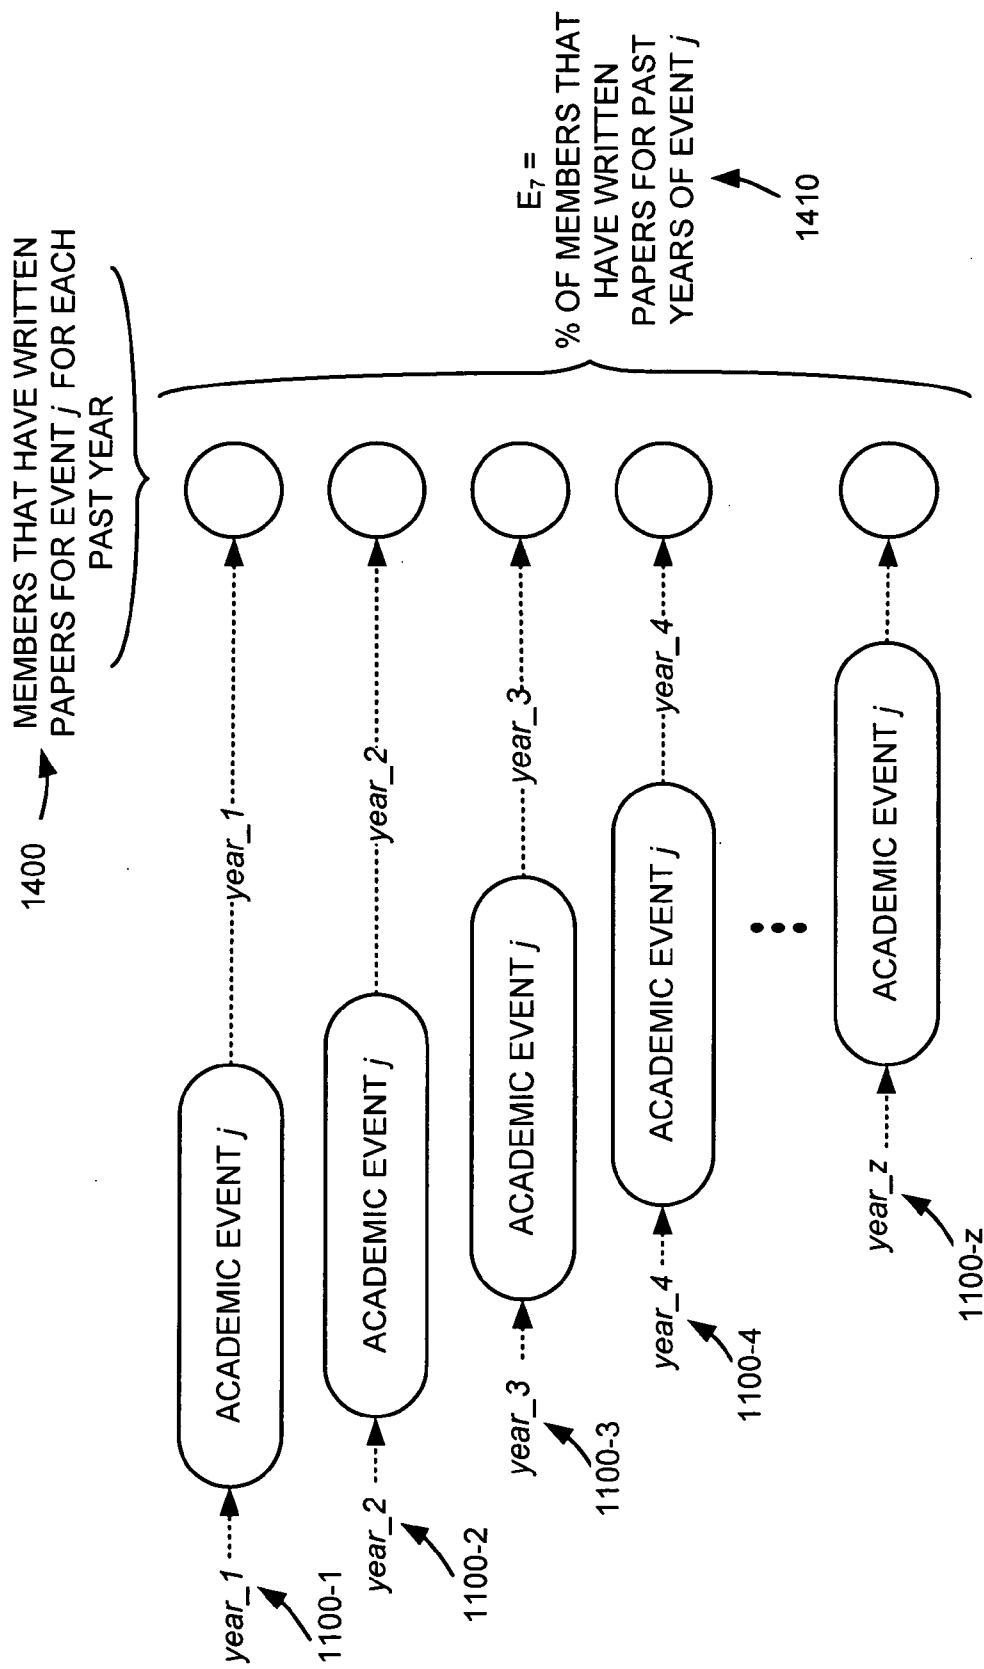 1400
MEMBERS THAT HAVE WRITTEN
PAPERS FOR EVENT j FOR EACH
PAST YEAR
year_1
1100-1
ACADEMIC EVENT j
year_1
year_2
1100-2
ACADEMIC EVENT j
year_2
year_3
1100-3
ACADEMIC EVENT j
year_3
year_4
1100-4
ACADEMIC EVENT j
year_4
year_z
1100-z
ACADEMIC EVENT j
E7 =
% OF MEMBERS THAT
HAVE WRITTEN
PAPERS FOR PAST
YEARS OF EVENT j
1410